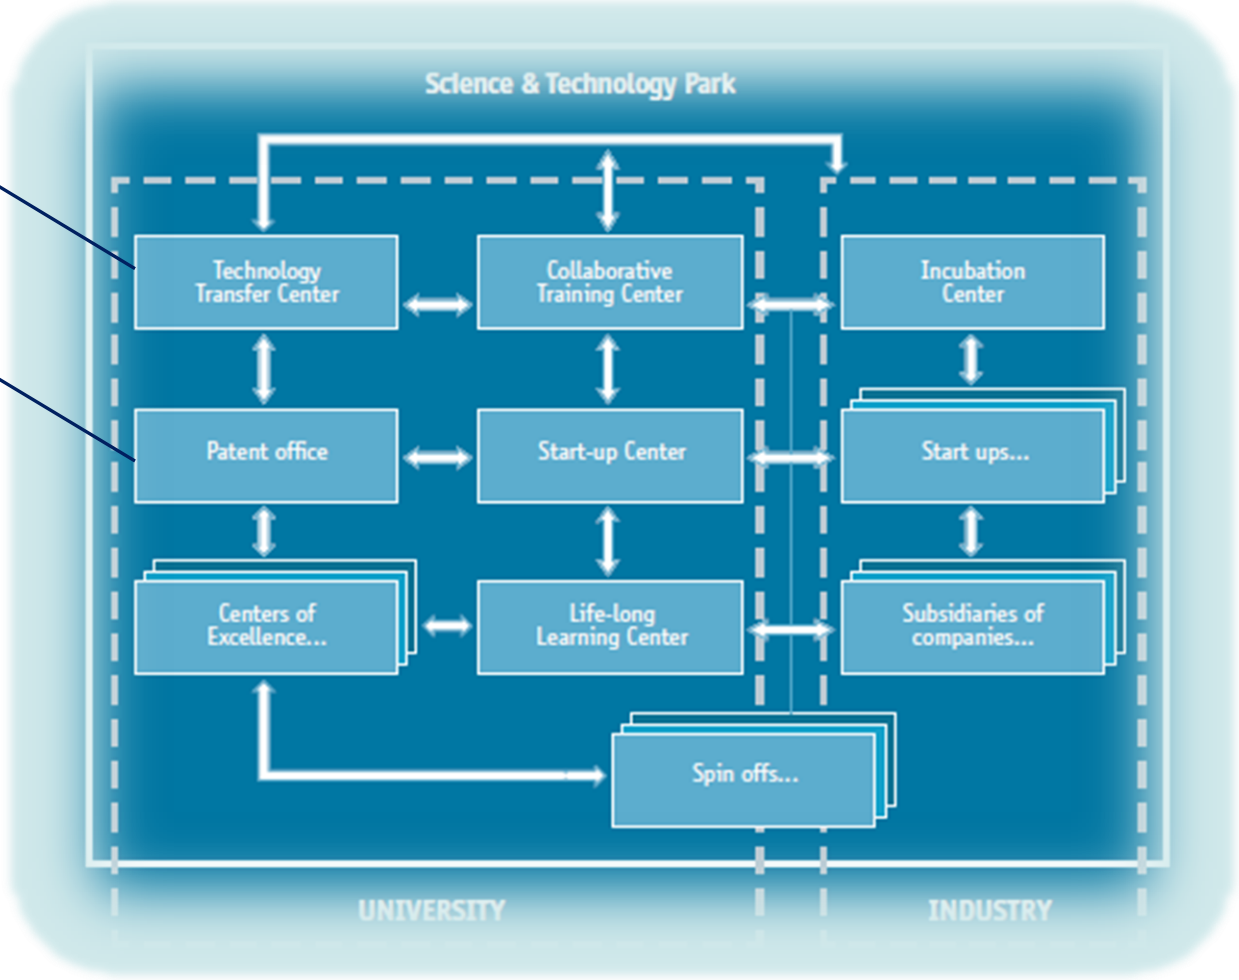 Science & Technology Park
Technology
Transfer Center
Collaborative
Training Center
Incubation
Center
Patent office
Start-up Center
Start ups...
Centers of
Excellence...
Life-long
Learning Center
Subsidiaries of
companies...
Spin offs...
UNIVERSITY
INDUSTRY